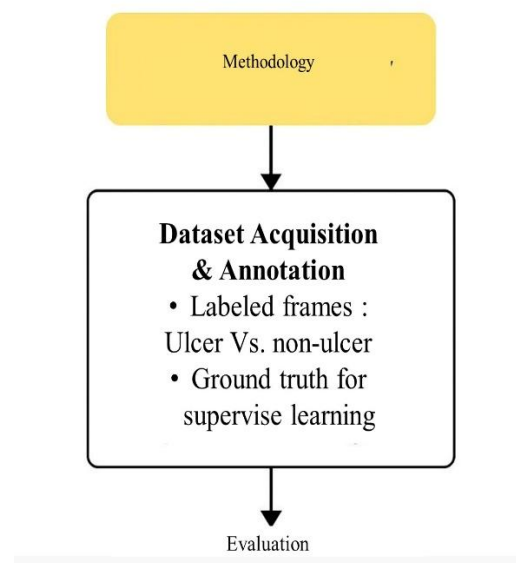 Methodology
Dataset Acquisition
& Annotation
• Labeled frames :
Ulcer Vs. non-ulcer
• Ground truth for
supervise learning
Evaluation